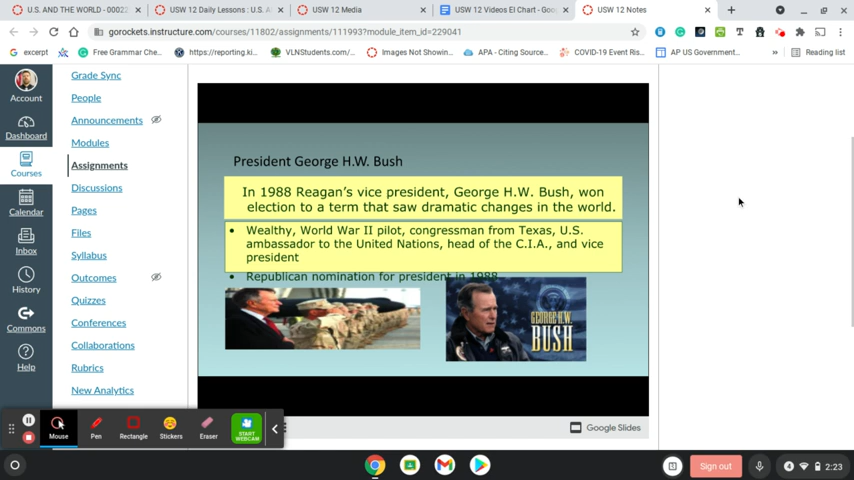 U.S. AND THE WORLD - 00022
USW 12 Daily Lessons : U.S. A
USW 12 Media
USW 12 Videos EI Chart - Goo
USW 12 Notes
gorockets.instructure.com/courses/11802/assignments/111993?module_item_id=229041
excerpt
Free Grammar Che...
https://reporting.ki...
VLNStudents.com/...
Images Not Showin...
APA - Citing Source...
COVID-19 Event Ris...
AP US Government...
Reading list
Account
Dashboard
Courses
Calendar
Inbox
History
Commons
Help
Grade Sync
People
Announcements
Modules
Assignments
Discussions
Pages
Files
Syllabus
Outcomes
Quizzes
Conferences
Collaborations
Rubrics
New Analytics
President George H.W. Bush
In 1988 Reagan's vice president, George H.W. Bush, won
election to a term that saw dramatic changes in the world.
• Wealthy, World War II pilot, congressman from Texas, U.S.
ambassador to the United Nations, head of the C.I.A., and vice
president
• Republican nomination for president in 1988
GEORGE H.W.
BUSH
Google Slides
Mouse
Pen
Rectangle
Stickers
Eraser
START
WEBCAM
Sign out
4
2:23